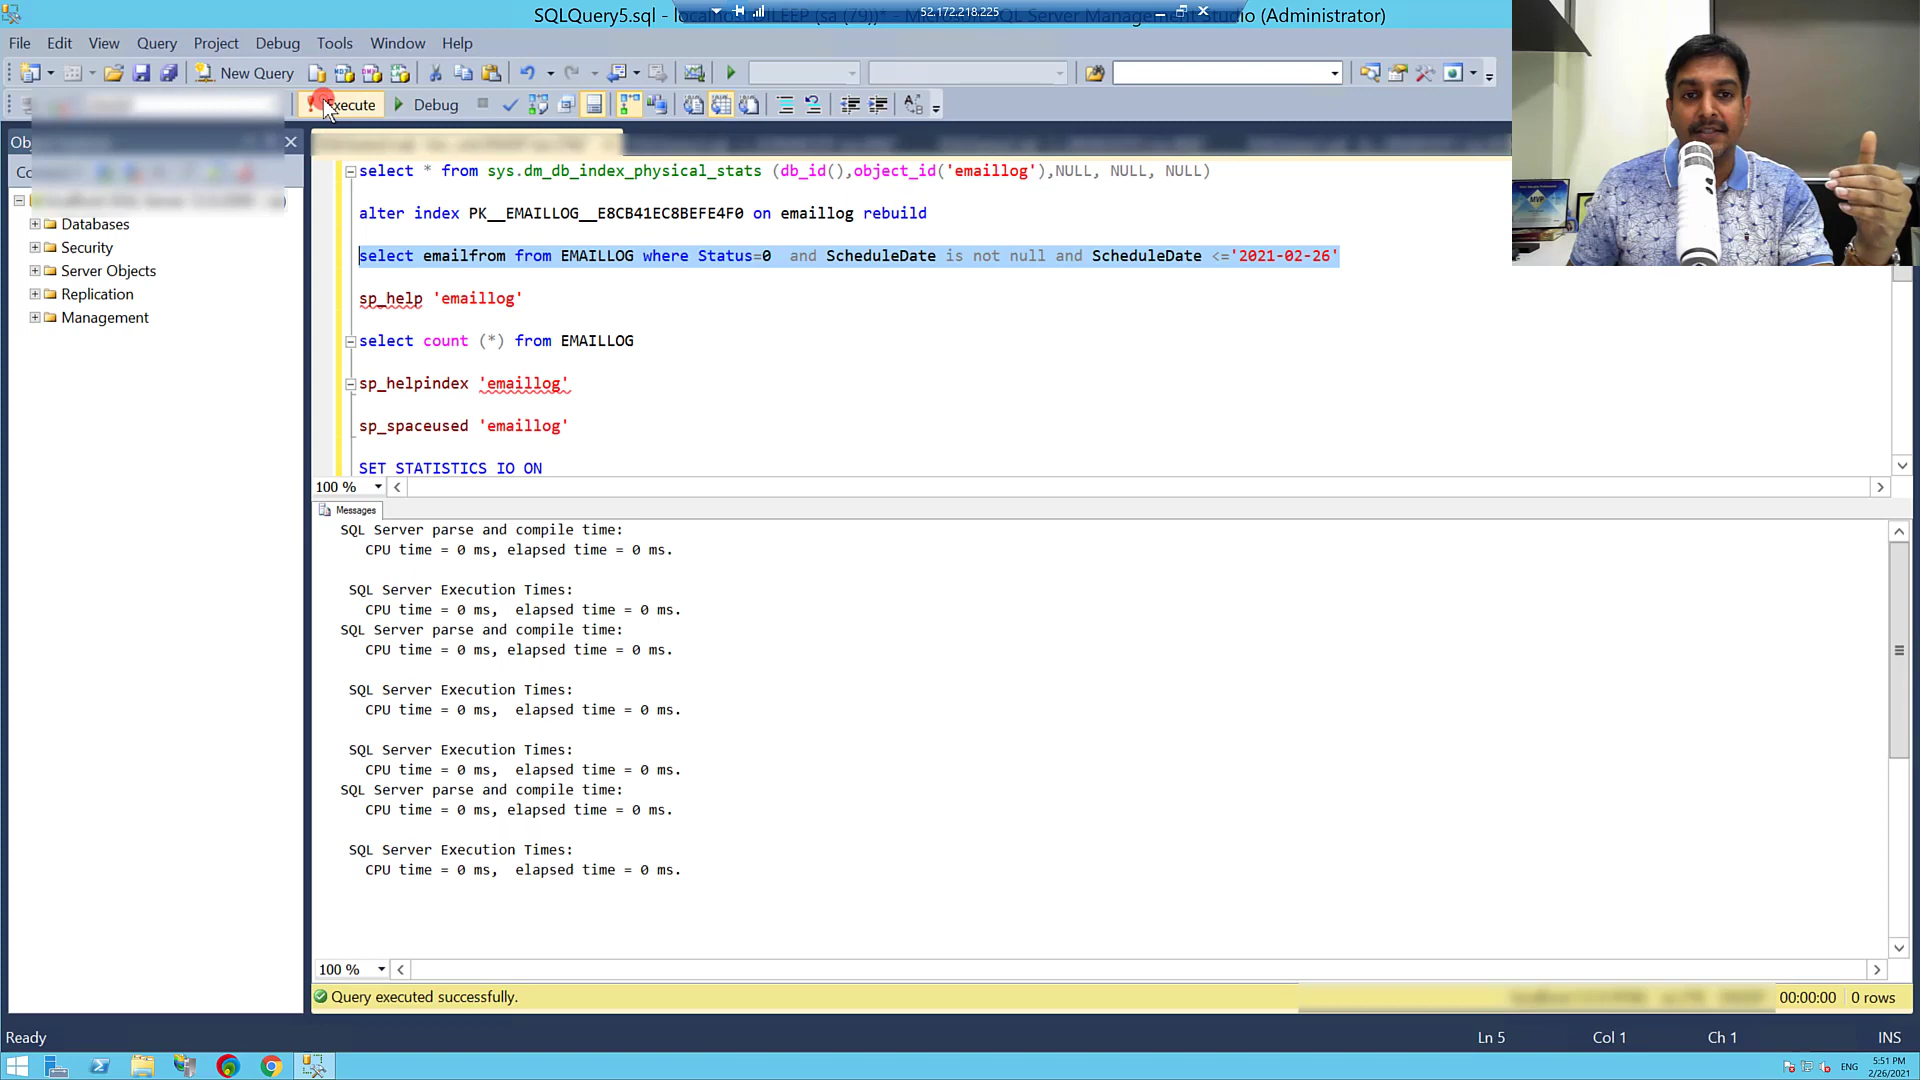 SQLQuery5.sql - 52.172.218.225 Studio (Administrator)
File Edit View Query Project Debug Tools Window Help
New Query
Execute Debug
select * from sys.dm_db_index_physical_stats (db_id(),object_id('emaillog'),NULL, NULL, NULL)
alter index PK__EMAILLOG__E8CB41EC8BEFE4F0 on emaillog rebuild
select emailfrom from EMAILLOG where Status=0 and ScheduleDate is not null and ScheduleDate <='2021-02-26'
sp_help 'emaillog'
select count (*) from EMAILLOG
sp_helpindex 'emaillog'
sp_spaceused 'emaillog'
SET STATISTICS IO ON
100 %
Databases
Security
Server Objects
Replication
Management
Messages
SQL Server parse and compile time:
CPU time = 0 ms, elapsed time = 0 ms.
SQL Server Execution Times:
CPU time = 0 ms, elapsed time = 0 ms.
SQL Server parse and compile time:
CPU time = 0 ms, elapsed time = 0 ms.
SQL Server Execution Times:
CPU time = 0 ms, elapsed time = 0 ms.
SQL Server Execution Times:
CPU time = 0 ms, elapsed time = 0 ms.
SQL Server parse and compile time:
CPU time = 0 ms, elapsed time = 0 ms.
SQL Server Execution Times:
CPU time = 0 ms, elapsed time = 0 ms.
100 %
Query executed successfully. 00:00:00 0 rows
Ready Ln 5 Col 1 Ch 1 INS
ENG 5:51 PM
2/26/2021
MVP